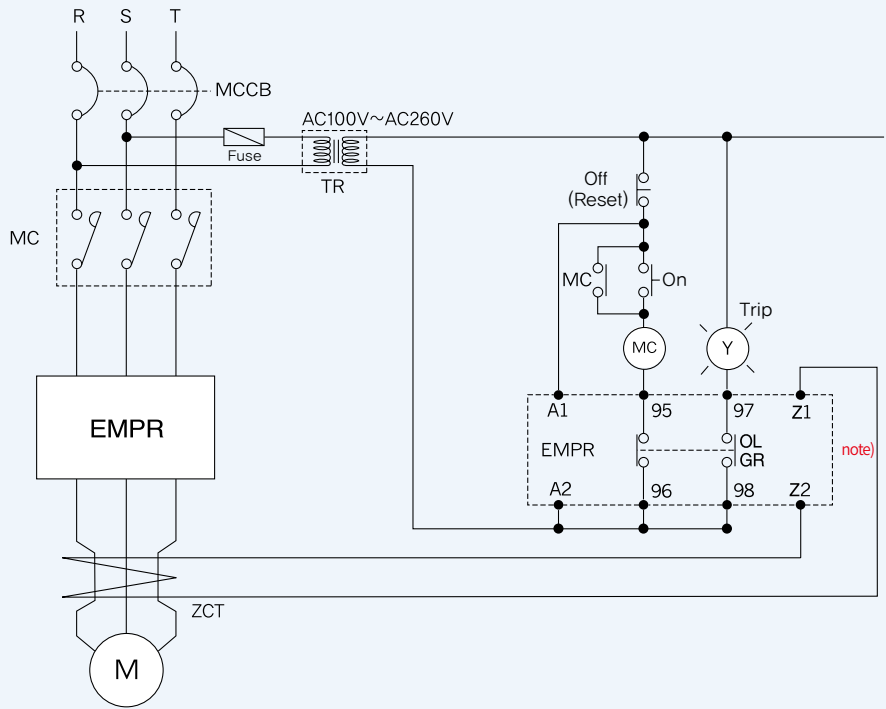 R S T
MCCB
AC100V~AC260V
Fuse
TR
Off
(Reset)
MC
MC
On
Trip
MC
Y
A1
95
97
Z1
EMPR
EMPR
OL
GR
note)
A2
96
98
Z2
ZCT
M